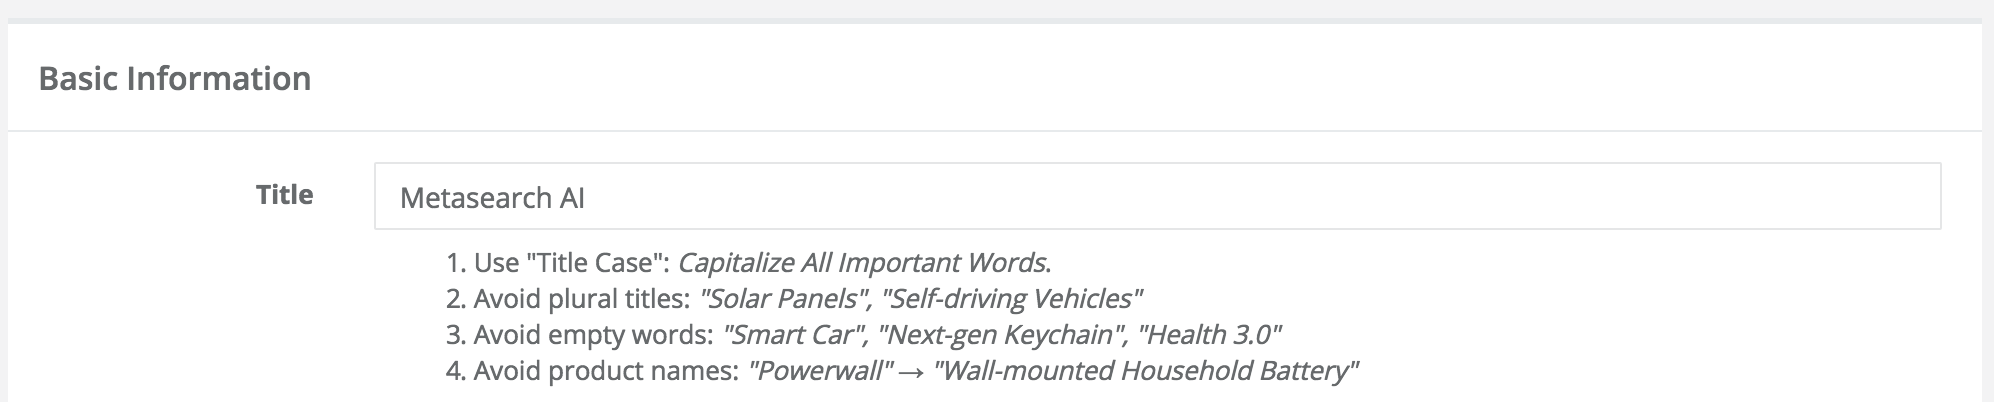 Basic Information
Title
Metasearch AI
1. Use "Title Case": Capitalize All Important Words.
2. Avoid plural titles: "Solar Panels", "Self-driving Vehicles"
3. Avoid empty words: "Smart Car", "Next-gen Keychain", "Health 3.0"
4. Avoid product names: "Powerwall" → "Wall-mounted Household Battery"